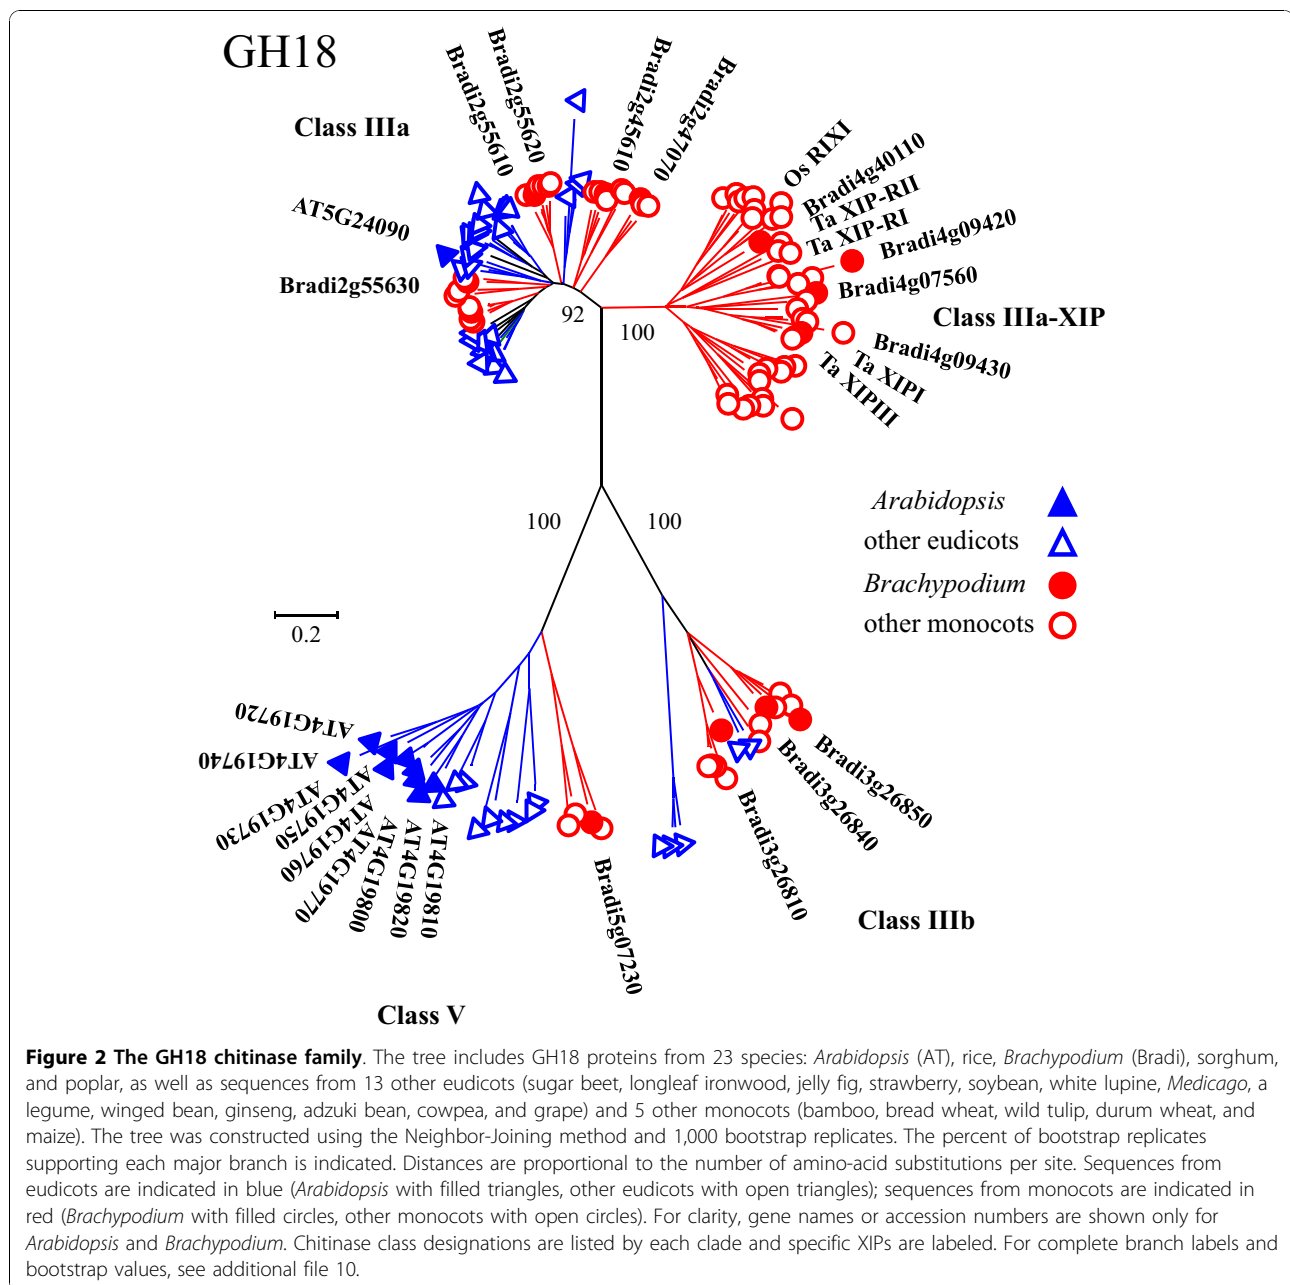 GH18
Class IIIa
Bradi2g55610
Bradi2g55620
Bradi2g45610
Bradi2g47070
AT5G24090
Bradi2g55630
Os RIXI
Bradi4g40110
Ta XIP-RII
Ta XIP-RI
Bradi4g09420
Bradi4g07560
Class IIIa-XIP
Bradi4g09430
Ta XIPI
Ta XIPIII
92
100
100
100
Arabidopsis
other eudicots
Brachypodium
other monocots
0.2
AT4G19720
AT4G19740
AT4G19730
AT4G19750
AT4G19760
AT4G19770
AT4G19800
AT4G19820
AT4G19810
Bradi5g07230
Bradi3g26810
Bradi3g26840
Bradi3g26850
Class IIIb
Class V
Figure 2 The GH18 chitinase family. The tree includes GH18 proteins from 23 species: Arabidopsis (AT), rice, Brachypodium (Bradi), sorghum,
and poplar, as well as sequences from 13 other eudicots (sugar beet, longleaf ironwood, jelly fig, strawberry, soybean, white lupine, Medicago, a
legume, winged bean, ginseng, adzuki bean, cowpea, and grape) and 5 other monocots (bamboo, bread wheat, wild tulip, durum wheat, and
maize). The tree was constructed using the Neighbor-Joining method and 1,000 bootstrap replicates. The percent of bootstrap replicates
supporting each major branch is indicated. Distances are proportional to the number of amino-acid substitutions per site. Sequences from
eudicots are indicated in blue (Arabidopsis with filled triangles, other eudicots with open triangles); sequences from monocots are indicated in
red (Brachypodium with filled circles, other monocots with open circles). For clarity, gene names or accession numbers are shown only for
Arabidopsis and Brachypodium. Chitinase class designations are listed by each clade and specific XIPs are labeled. For complete branch labels and
bootstrap values, see additional file 10.